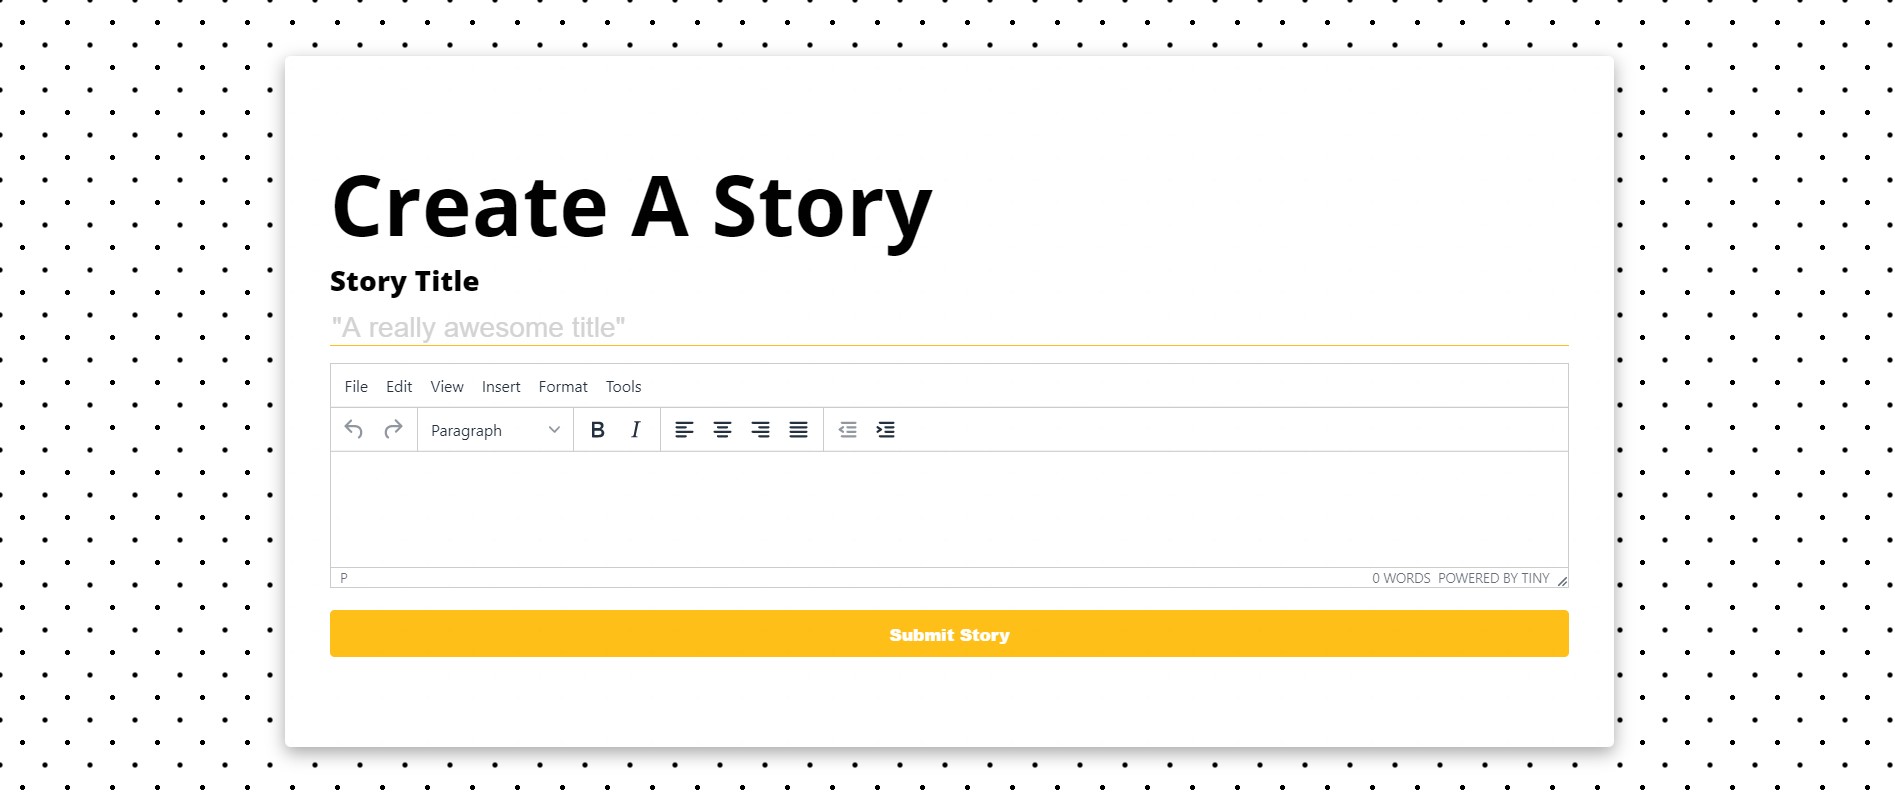 Create A Story
Story Title
"A really awesome title"
File Edit View Insert Format Tools
Paragraph B I
P 0 WORDS POWERED BY TINY
Submit Story